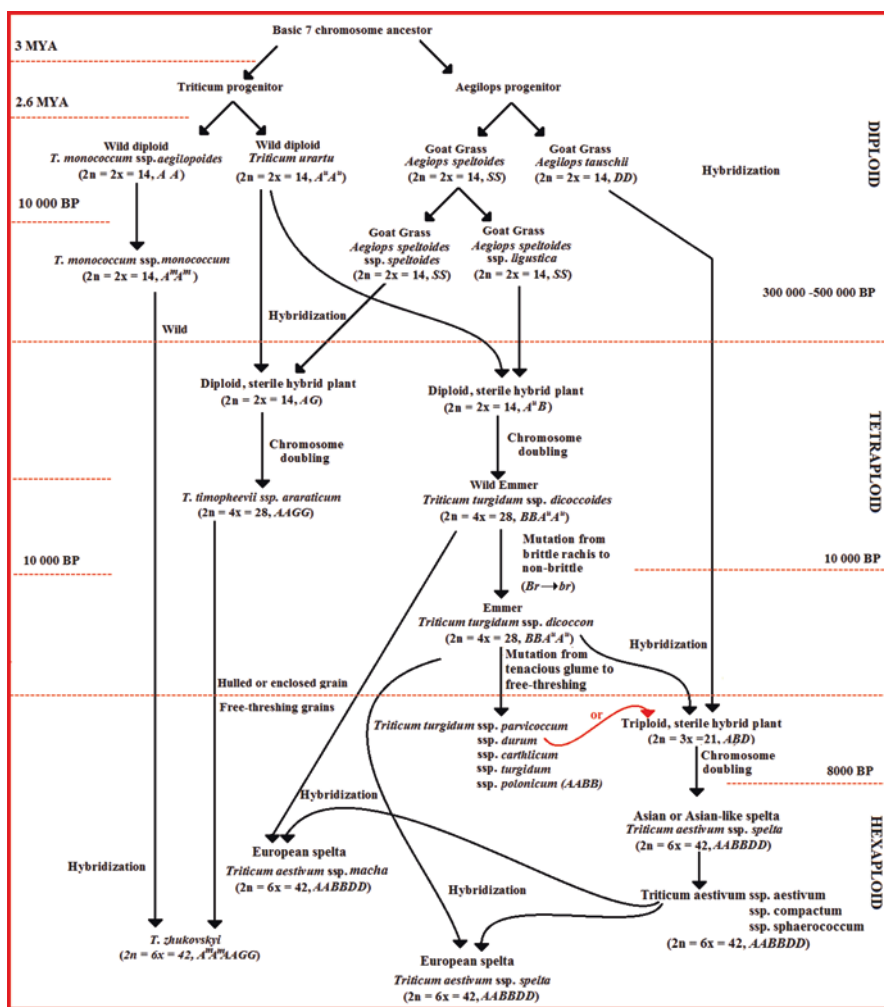 Basic 7 chromosome ancestor
3 MYA
Triticum progenitor
Aegilops progenitor
2.6 MYA
DIPLOID
Wild diploid
T. monococcum ssp. aegilopoides
(2n = 2x = 14, A A)
Wild diploid
Triticum urartu
(2n = 2x = 14, AᵘAᵘ)
Goat Grass
Aegiops speltoides
(2n = 2x = 14, SS)
Goat Grass
Aegilops tauschii
(2n = 2x = 14, DD)
Hybridization
10 000 BP
T. monococcum ssp. monococcum
(2n = 2x = 14, AᵐAᵐ)
Goat Grass
Aegiops speltoides
ssp. speltoides
(2n = 2x = 14, SS)
Goat Grass
Aegiops speltoides
ssp. ligustica
(2n = 2x = 14, SS)
300 000 -500 000 BP
Wild
Hybridization
TETRAPLOID
Diploid, sterile hybrid plant
(2n = 2x = 14, AG)
Diploid, sterile hybrid plant
(2n = 2x = 14, AᵘB)
Chromosome
doubling
Chromosome
doubling
T. timopheevii ssp. araraticum
(2n = 4x = 28, AAGG)
Wild Emmer
Triticum turgidum ssp. dicoccoides
(2n = 4x = 28, BBAᵘAᵘ)
10 000 BP
Mutation from
brittle rachis to
non-brittle
(Br→br)
10 000 BP
Emmer
Triticum turgidum ssp. dicoccon
(2n = 4x = 28, BBAᵘAᵘ)
Hybridization
Mutation from
tenacious glume to
free-threshing
Hulled or enclosed grain
Free-threshing grains
Triticum turgidum ssp. parvicoccum
ssp. durum
ssp. carthlicum
ssp. turgidum
ssp. polonicum (AABB)
or
Triploid, sterile hybrid plant
(2n = 3x =21, ABD)
Chromosome
doubling
8000 BP
HEXAPLOID
Hybridization
Asian or Asian-like spelta
Triticum aestivum ssp. spelta
(2n = 6x = 42, AABBDD)
European spelta
Triticum aestivum ssp. macha
(2n = 6x = 42, AABBDD)
Hybridization
Hybridization
Triticum aestivum ssp. aestivum
ssp. compactum
ssp. sphaerococcum
(2n = 6x = 42, AABBDD)
T. zhukovskyi
(2n = 6x = 42, AᵐAᵐAAGG)
European spelta
Triticum aestivum ssp. spelta
(2n = 6x = 42, AABBDD)